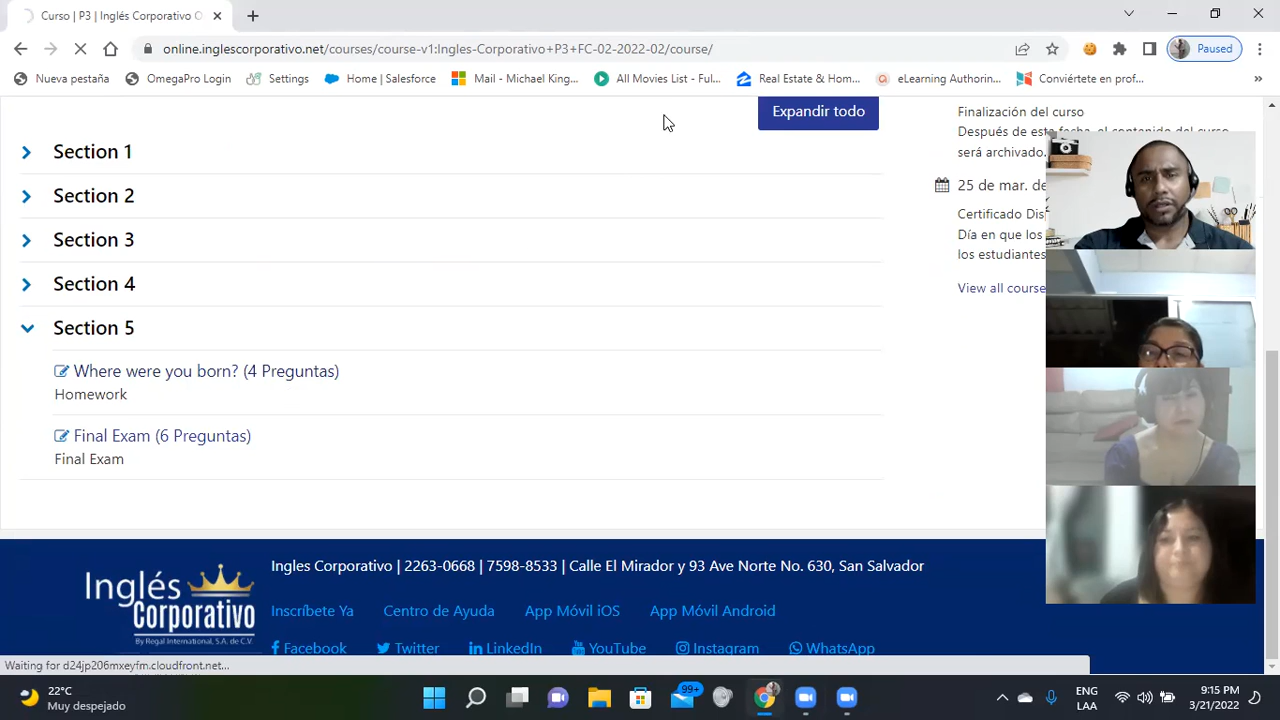 Curso | P3 | Inglés Corporativo O
online.inglescorporativo.net/courses/course-v1:Ingles-Corporativo+P3+FC-02-2022-02/course/
Paused
Nueva pestaña
OmegaPro Login
Settings
Home | Salesforce
Mail - Michael King...
All Movies List - Ful...
Real Estate & Hom...
eLearning Authorin...
Conviértete en prof...
»
Expandir todo
Finalización del curso
Después de esta fecha, el contenido del curso
será archivado.
25 de mar. de
Certificado Dis
Día en que los
los estudiantes
View all course
Section 1
Section 2
Section 3
Section 4
Section 5
Where were you born? (4 Preguntas)
Homework
Final Exam (6 Preguntas)
Final Exam
Inglés
Corporativo
By Regal International, S.A. de C.V.
Ingles Corporativo | 2263-0668 | 7598-8533 | Calle El Mirador y 93 Ave Norte No. 630, San Salvador
Inscríbete Ya
Centro de Ayuda
App Móvil iOS
App Móvil Android
Facebook
Twitter
LinkedIn
YouTube
Instagram
WhatsApp
Waiting for d24jp206mxeyfm.cloudfront.net...
22°C
Muy despejado
99+
ENG
LAA
9:15 PM
3/21/2022